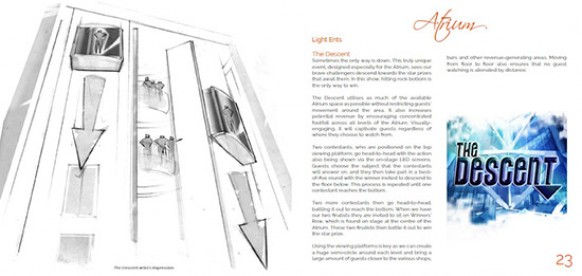 Atrium
Light Ents
The Descent
Sometimes the only way is down. This truly unique
event, designed especially for the Atrium, sees our
brave challengers descend towards the star prizes
that await them. In this show, hitting rock bottom is
the only way to win.
The Descent utilises as much of the available
Atrium space as possible without restricting guests'
movement around the area. It also increases
potential revenue by encouraging concentrated
footfall across all levels of the Atrium. Visually-
engaging, it will captivate guests regardless of
where they choose to watch from.
Two contestants, who are positioned on the top
viewing platform, go head-to-head with the action
also being shown via the on-stage LED screens.
Guests choose the subject that the contestants
will answer on and they then take part in a best-
of-five round with the winner invited to descend to
the floor below. This process is repeated until one
contestant reaches the bottom.
Two more contestants then go head-to-head,
battling it out to reach the bottom. When we have
our two finalists they are invited to sit on Winners'
Row, which is found on stage at the centre of the
Atrium. These two finalists then battle it out to win
the star prize.
Using the viewing platforms is key as we can create
a huge semi-circle around each level and bring a
large amount of guests closer to the various shops,
bars and other revenue-generating areas. Moving
from floor to floor also ensures that no guest
watching is alienated by distance.
THE
DESCENT
The Descent artist's impression
23